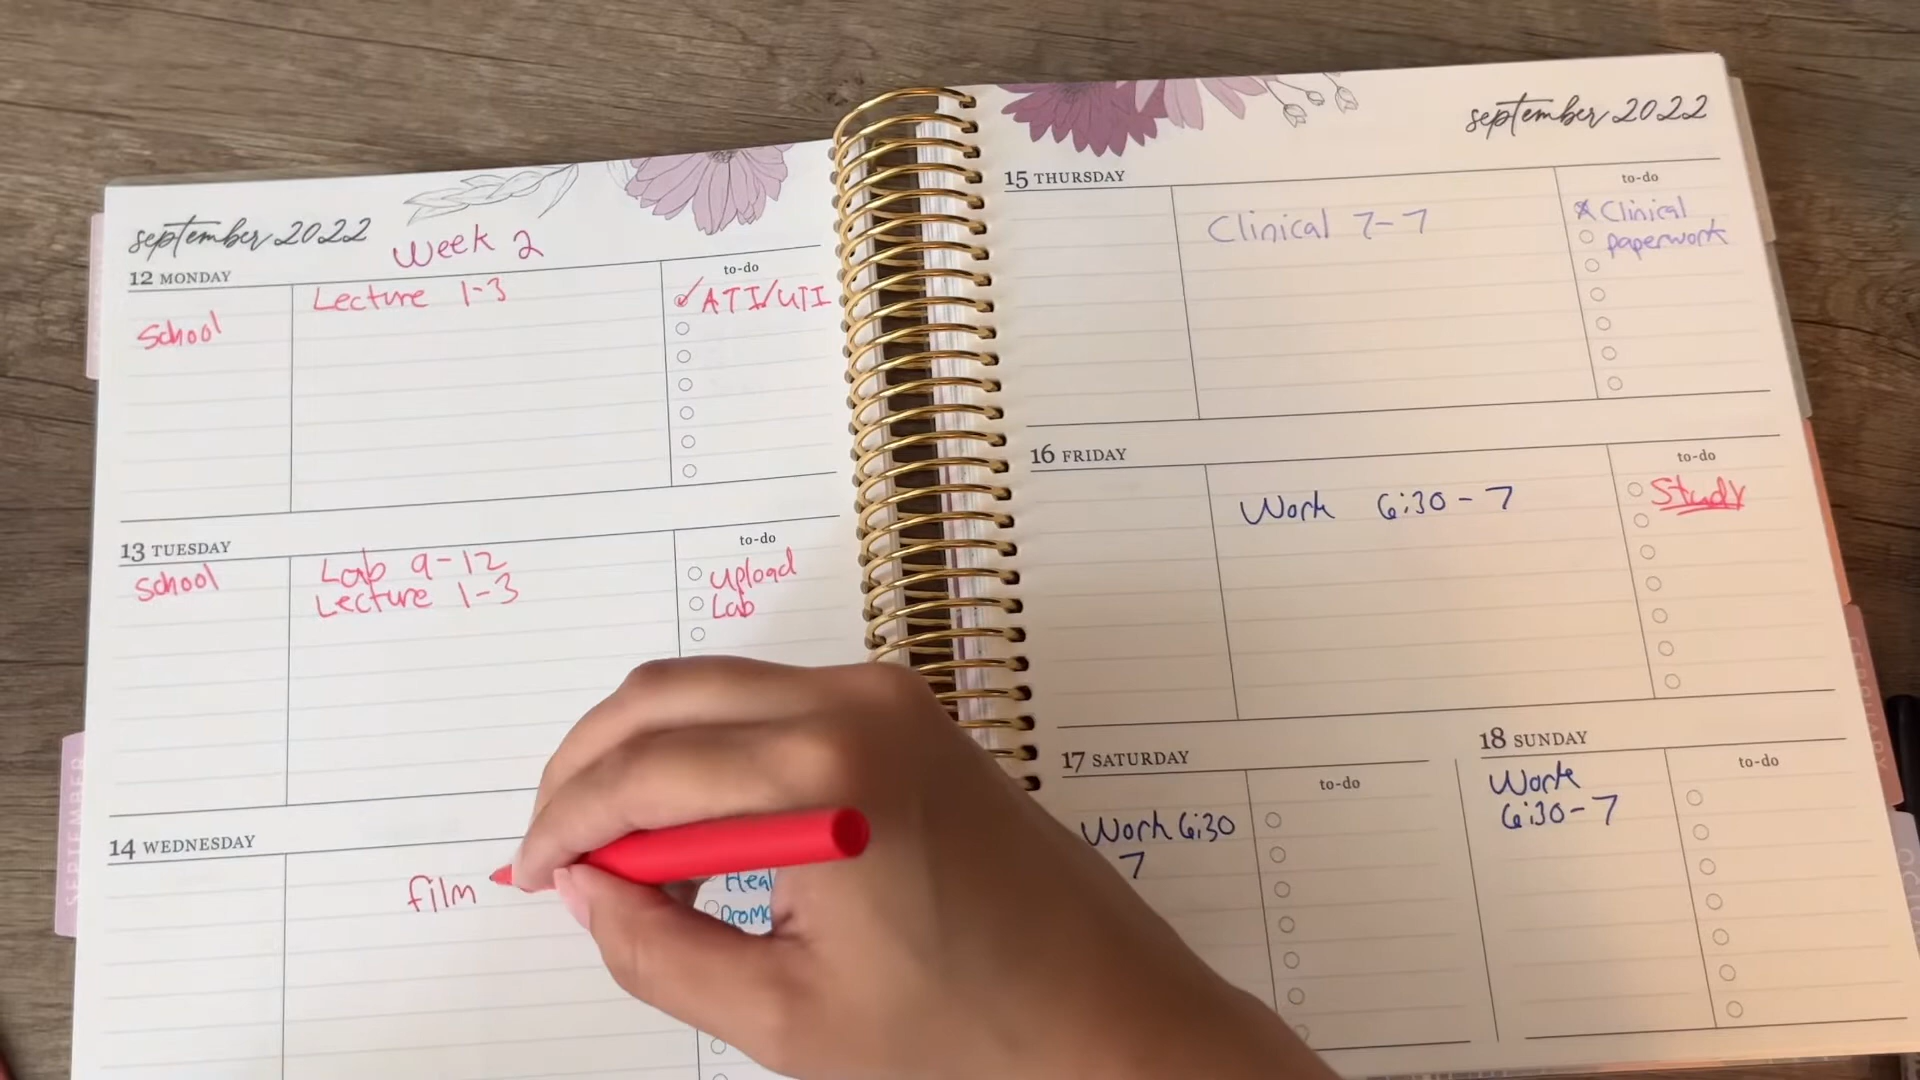 september 2022
Week 2
12 MONDAY
to-do
School
Lecture 1-3
ATI/UTI
13 TUESDAY
to-do
School
Lab 9-12
Lecture 1-3
Upload
Lab
14 WEDNESDAY
film
september 2022
15 THURSDAY
to-do
Clinical 7-7
Clinical
paperwork
16 FRIDAY
to-do
Work 6:30-7
Study
17 SATURDAY
to-do
Work 6:30
7
18 SUNDAY
to-do
Work
6:30-7
SEPTEMBER
FEBRUARY